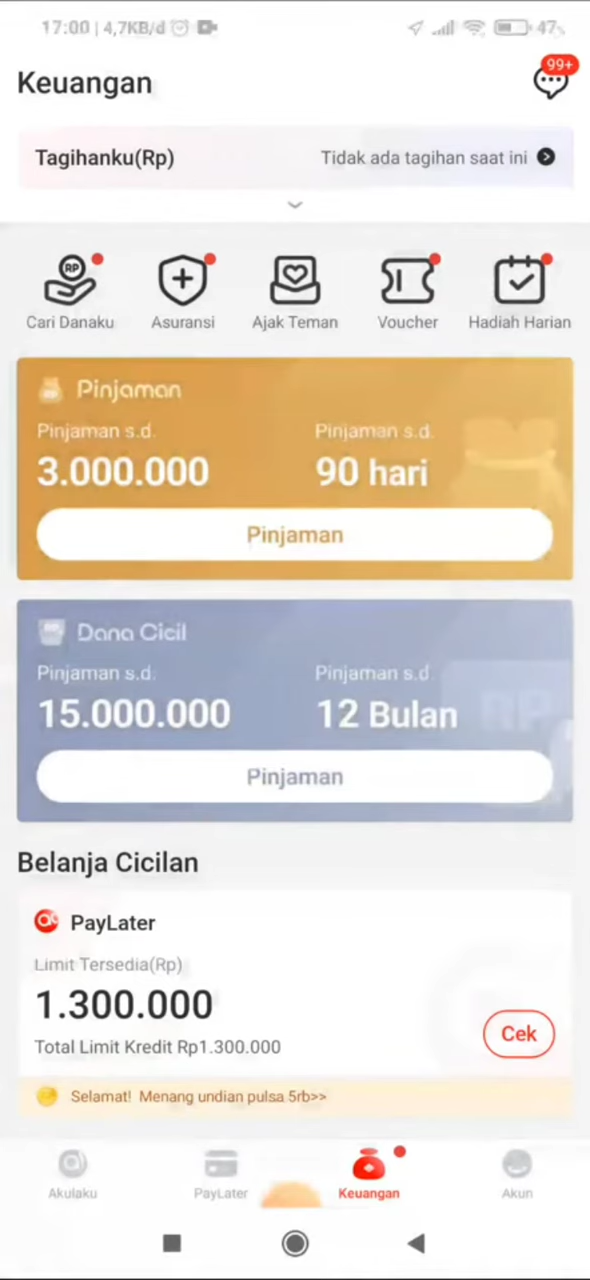 17:00 | 4,7KB/d
47
Keuangan
99+
Tagihanku(Rp)
Tidak ada tagihan saat ini
RP
Cari Danaku
Asuransi
Ajak Teman
Voucher
Hadiah Harian
Pinjaman
Pinjaman s.d.
Pinjaman s.d.
3.000.000
90 hari
Pinjaman
Dana Cicil
Pinjaman s.d.
Pinjaman s.d
15.000.000
12 Bulan
RP
Pinjaman
Belanja Cicilan
PayLater
Limit Tersedia(Rp)
1.300.000
Total Limit Kredit Rp1.300.000
Cek
Selamat! Menang undian pulsa 5rb>>
Akulaku
PayLater
Keuangan
Akun